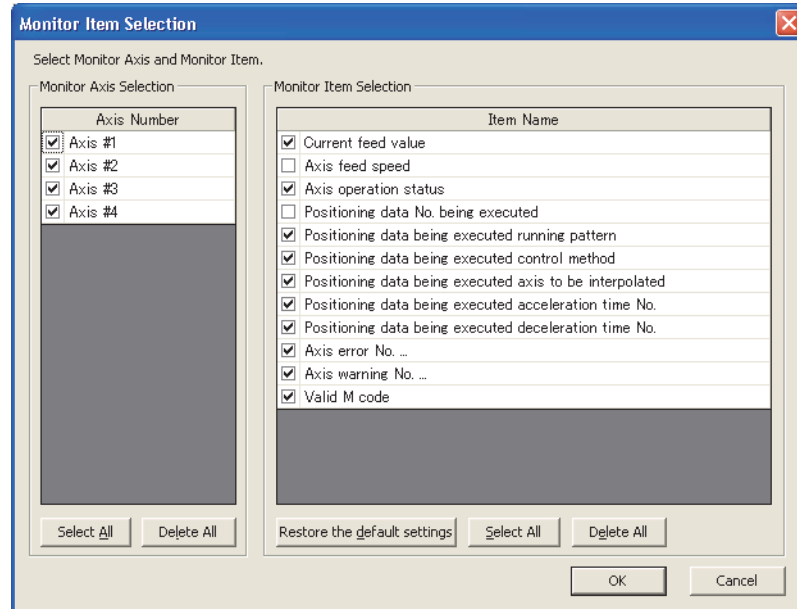 Monitor Item Selection
Select Monitor Axis and Monitor Item.
Monitor Axis Selection
Axis Number
Axis #1
Axis #2
Axis #3
Axis #4
Select All
Delete All
Monitor Item Selection
Item Name
Current feed value
Axis feed speed
Axis operation status
Positioning data No. being executed
Positioning data being executed running pattern
Positioning data being executed control method
Positioning data being executed axis to be interpolated
Positioning data being executed acceleration time No.
Positioning data being executed deceleration time No.
Axis error No. ...
Axis warning No. ...
Valid M code
Restore the default settings
Select All
Delete All
OK
Cancel